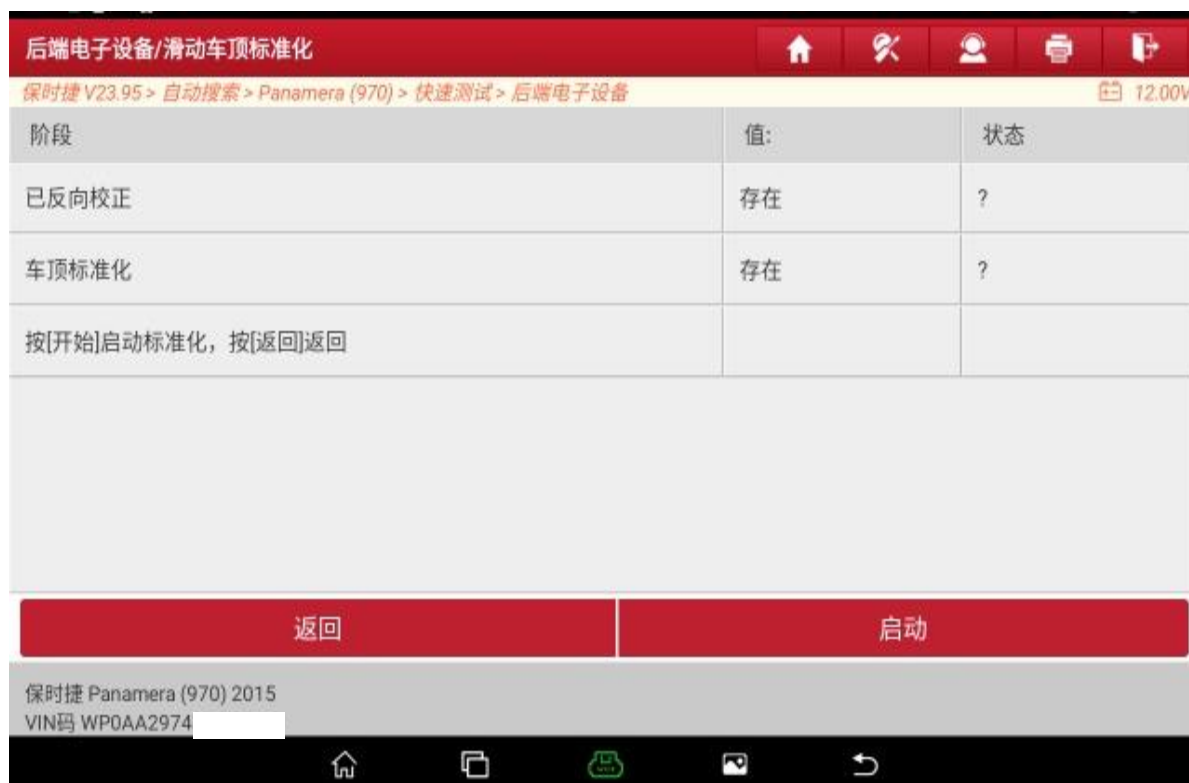 后端电子设备/滑动车顶标准化
保时捷 V23.95 > 自动搜索 > Panamera (970) > 快速测试 > 后端电子设备
12.00V
阶段 值: 状态
已反向校正 存在 ?
车顶标准化 存在 ?
按[开始]启动标准化，按[返回]返回
返回 启动
保时捷 Panamera (970) 2015
VIN码 WP0AA2974